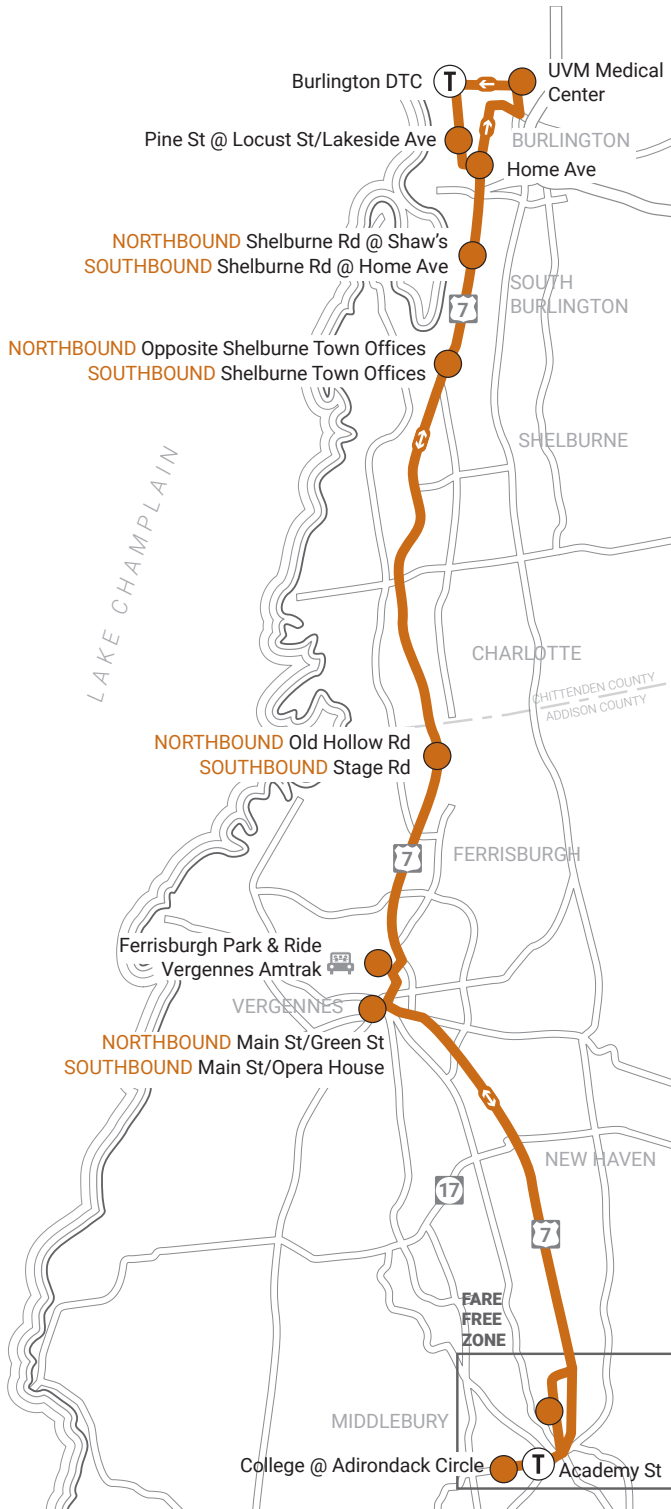 Burlington DTC
T
UVM Medical
Center
Pine St @ Locust St/Lakeside Ave
BURLINGTON
Home Ave
NORTHBOUND Shelburne Rd @ Shaw's
SOUTHBOUND Shelburne Rd @ Home Ave
SOUTH
BURLINGTON
7
NORTHBOUND Opposite Shelburne Town Offices
SOUTHBOUND Shelburne Town Offices
SHELBURNE
LAKE CHAMPLAIN
CHARLOTTE
CHITTENDEN COUNTY
ADDISON COUNTY
NORTHBOUND Old Hollow Rd
SOUTHBOUND Stage Rd
7
FERRISBURGH
Ferrisburgh Park & Ride
Vergennes Amtrak
VERGENNES
NORTHBOUND Main St/Green St
SOUTHBOUND Main St/Opera House
NEW HAVEN
17
7
FARE
FREE
ZONE
MIDDLEBURY
College @ Adirondack Circle
T
Academy St